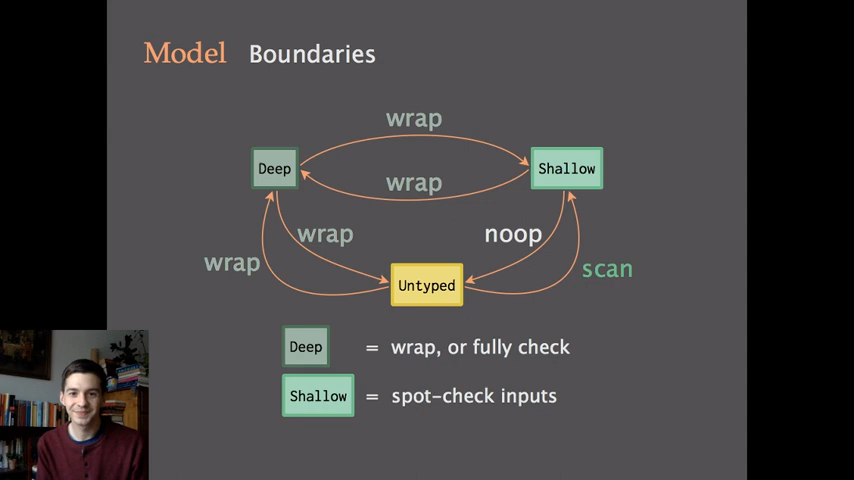 Model Boundaries
wrap
Deep
Shallow
wrap
wrap
noop
wrap
scan
Untyped
Deep = wrap, or fully check
Shallow = spot-check inputs